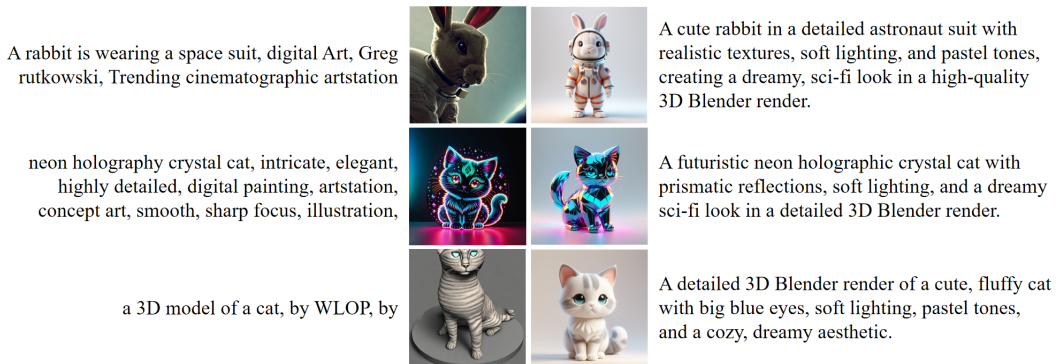 A rabbit is wearing a space suit, digital Art, Greg
rutkowski, Trending cinematographic artstation
A cute rabbit in a detailed astronaut suit with
realistic textures, soft lighting, and pastel tones,
creating a dreamy, sci-fi look in a high-quality
3D Blender render.
neon holography crystal cat, intricate, elegant,
highly detailed, digital painting, artstation,
concept art, smooth, sharp focus, illustration,
A futuristic neon holographic crystal cat with
prismatic reflections, soft lighting, and a dreamy
sci-fi look in a detailed 3D Blender render.
a 3D model of a cat, by WLOP, by
A detailed 3D Blender render of a cute, fluffy cat
with big blue eyes, soft lighting, pastel tones,
and a cozy, dreamy aesthetic.